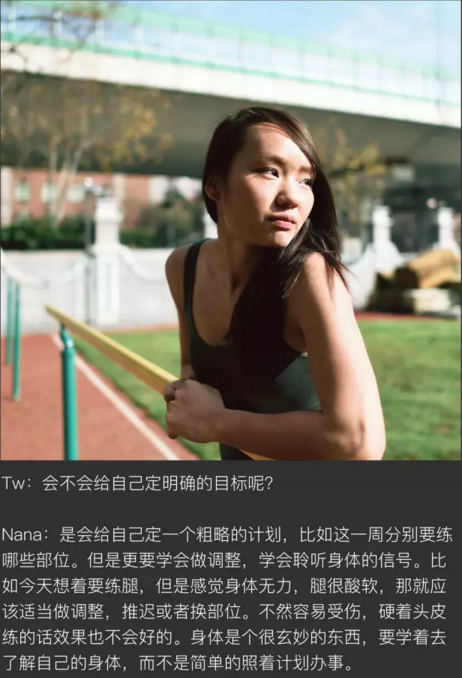 Tw：会不会给自己定明确的目标呢？
Nana：是会给自己定一个粗略的计划，比如这一周分别要练
哪些部位。但是更要学会做调整，学会聆听身体的信号。比
如今天想着要练腿，但是感觉身体无力，腿很酸软，那就应
该适当做调整，推迟或者换部位。不然容易受伤，硬着头皮
练的话效果也不会好的。身体是个很玄妙的东西，要学着去
了解自己的身体，而不是简单的照着计划办事。